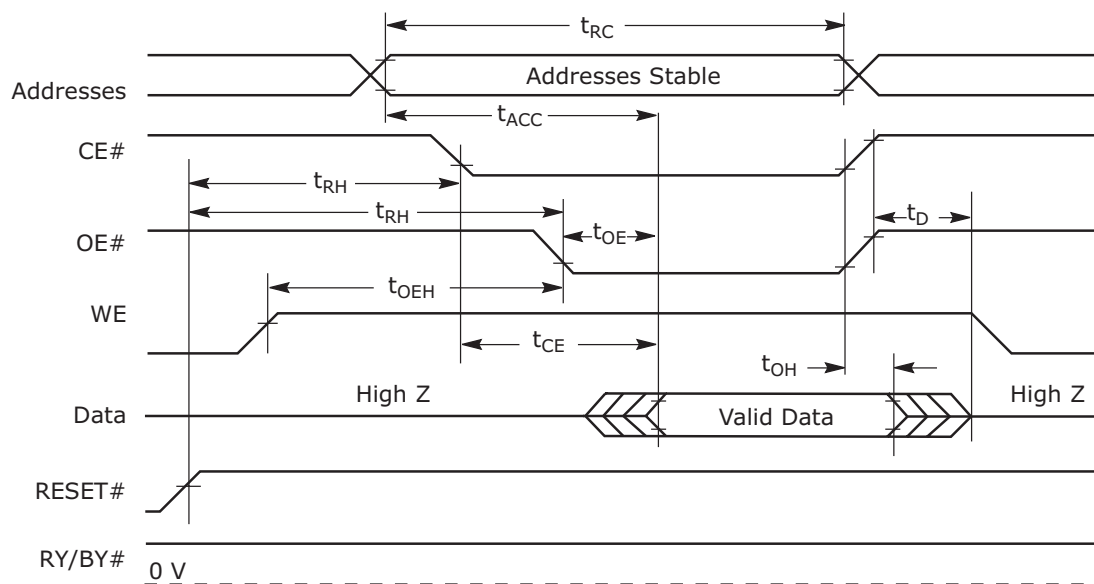 tRC
Addresses Stable
Addresses
tACC
CE#
tRH
tRH
tD
OE#
tOE
tOEH
WE
tCE
tOH
High Z
High Z
Data
Valid Data
RESET#
RY/BY#
0 V